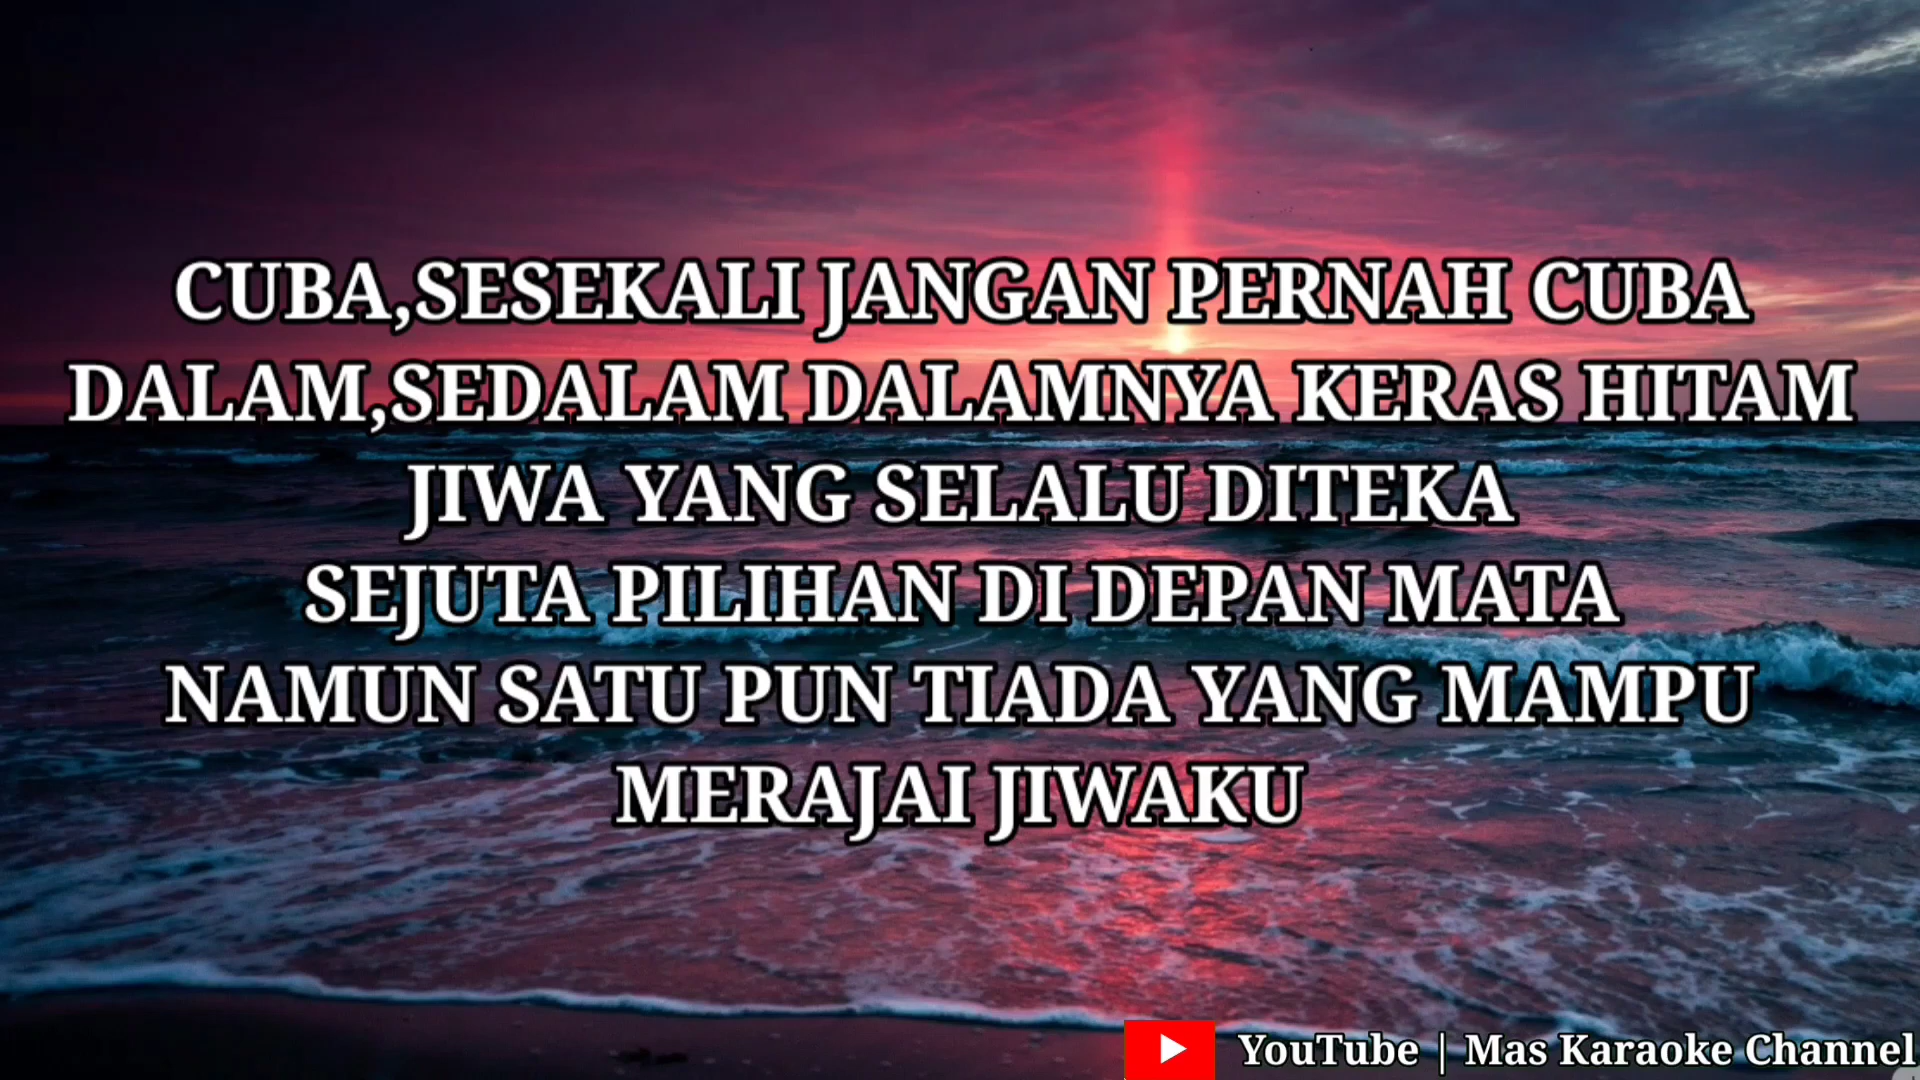 CUBA,SESEKALI JANGAN PERNAH CUBA
DALAM,SEDALAM DALAMNYA KERAS HITAM
JIWA YANG SELALU DITEKA
SEJUTA PILIHAN DI DEPAN MATA
NAMUN SATU PUN TIADA YANG MAMPU
MERAJAI JIWAKU
YouTube | Mas Karaoke Channel